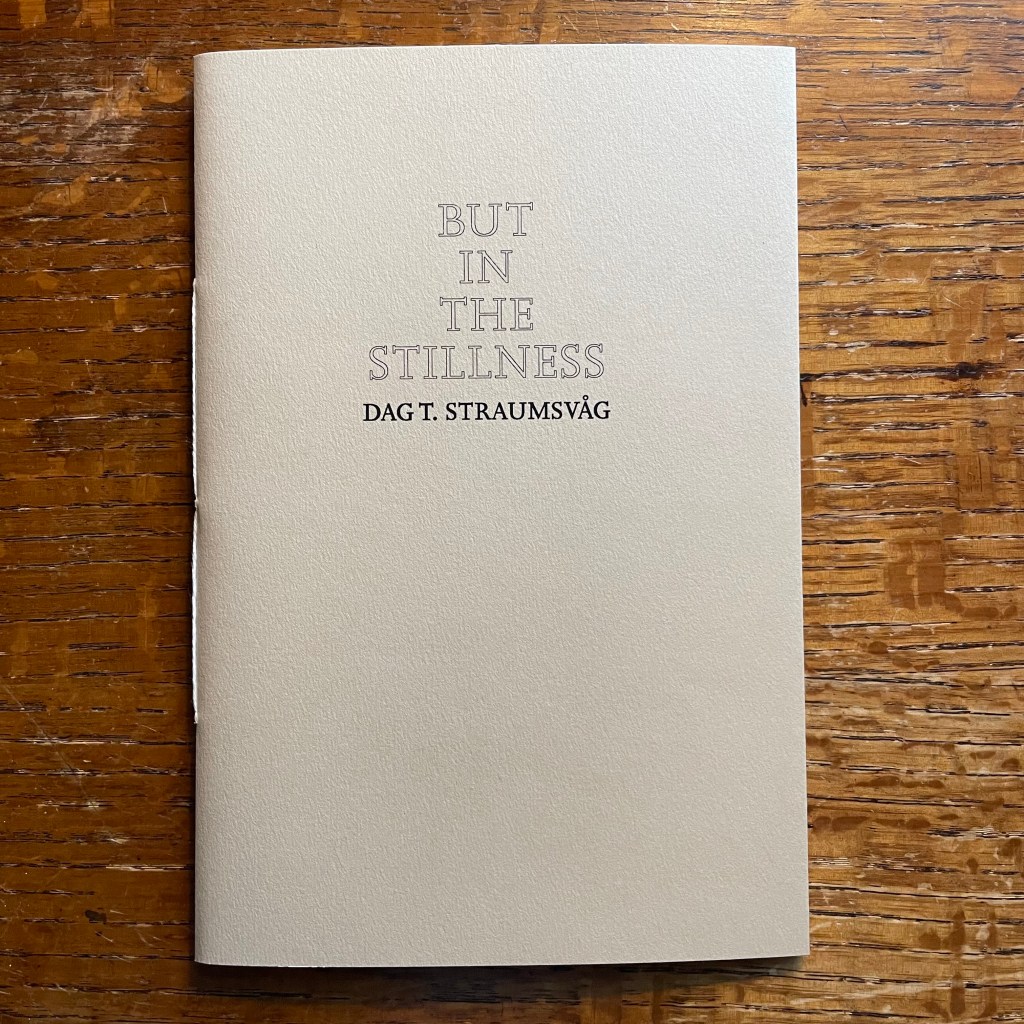 BUT
IN
THE
STILLNESS
DAG T. STRAUMSVÅG